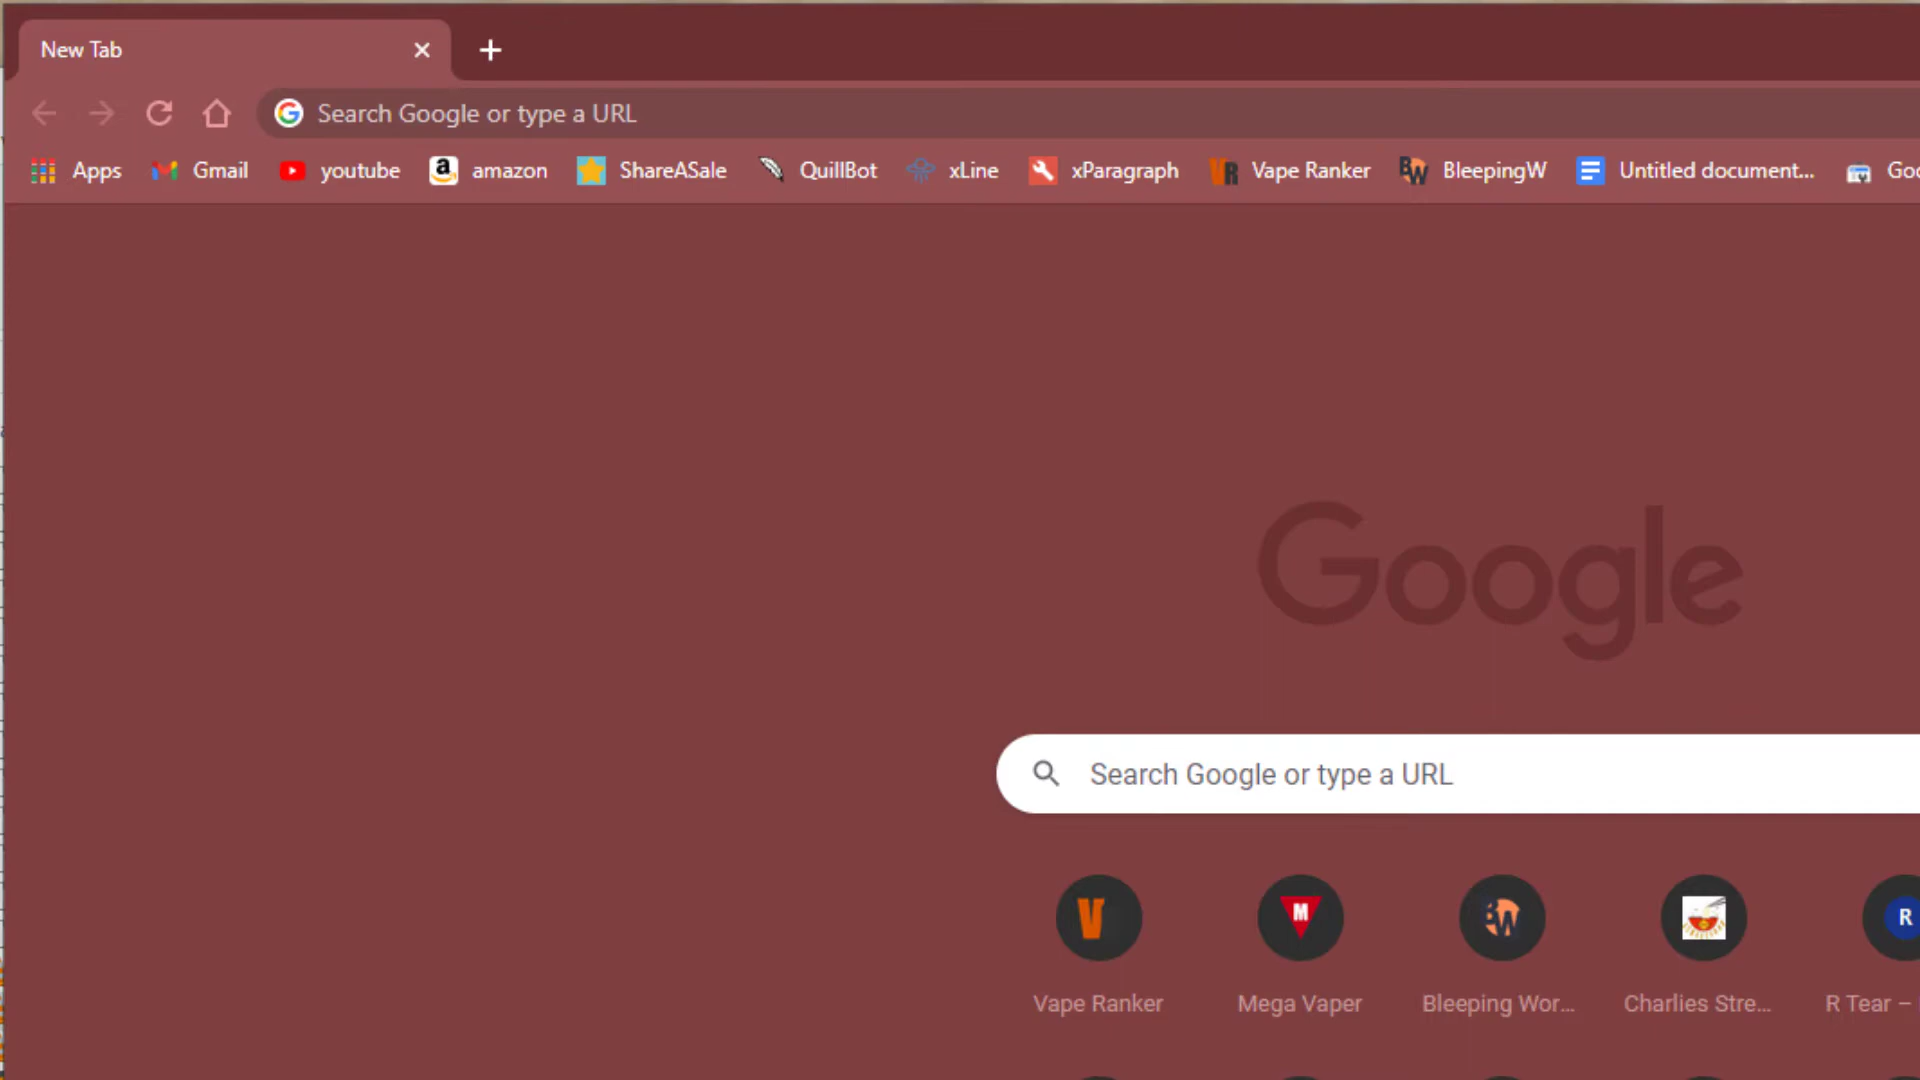 New Tab
Search Google or type a URL
Apps Gmail youtube amazon ShareASale QuillBot xLine xParagraph Vape Ranker BleepingW Untitled document... Goo
Google
Search Google or type a URL
Vape Ranker Mega Vaper Bleeping Wor... Charlies Stre... R Tear –